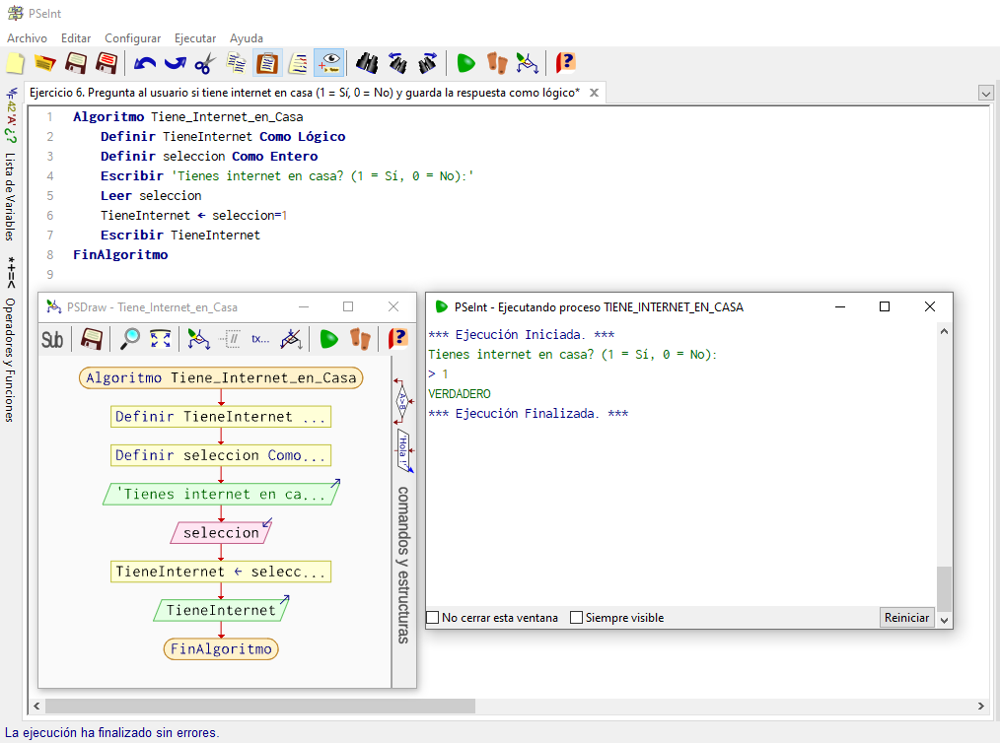 PSeInt
Archivo Editar Configurar Ejecutar Ayuda
Ejercicio 6. Pregunta al usuario si tiene internet en casa (1 = Sí, 0 = No) y guarda la respuesta como lógico*
42 'A' ¿? Lista de Variables
*+=< Operadores y Funciones
1 Algoritmo Tiene_Internet_en_Casa
2 Definir TieneInternet Como Lógico
3 Definir seleccion Como Entero
4 Escribir 'Tienes internet en casa? (1 = Sí, 0 = No):'
5 Leer seleccion
6 TieneInternet ← seleccion=1
7 Escribir TieneInternet
8 FinAlgoritmo
9
PSDraw - Tiene_Internet_en_Casa
Sub
tx...
Algoritmo Tiene_Internet_en_Casa
Definir TieneInternet ...
Definir seleccion Como...
'Tienes internet en ca...
seleccion
TieneInternet ← selecc...
TieneInternet
FinAlgoritmo
A>B
'Hola !'
comandos y estructuras
PSeInt - Ejecutando proceso TIENE_INTERNET_EN_CASA
*** Ejecución Iniciada. ***
Tienes internet en casa? (1 = Sí, 0 = No):
> 1
VERDADERO
*** Ejecución Finalizada. ***
No cerrar esta ventana Siempre visible Reiniciar
La ejecución ha finalizado sin errores.